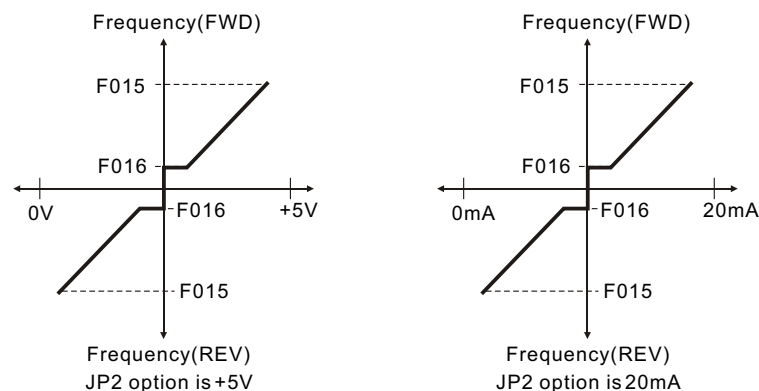 Frequency(FWD)
F015
F016
0V
F016
+5V
F015
Frequency(REV)
JP2 option is +5V
Frequency(FWD)
F015
F016
0mA
F016
20mA
F015
Frequency(REV)
JP2 option is 20mA